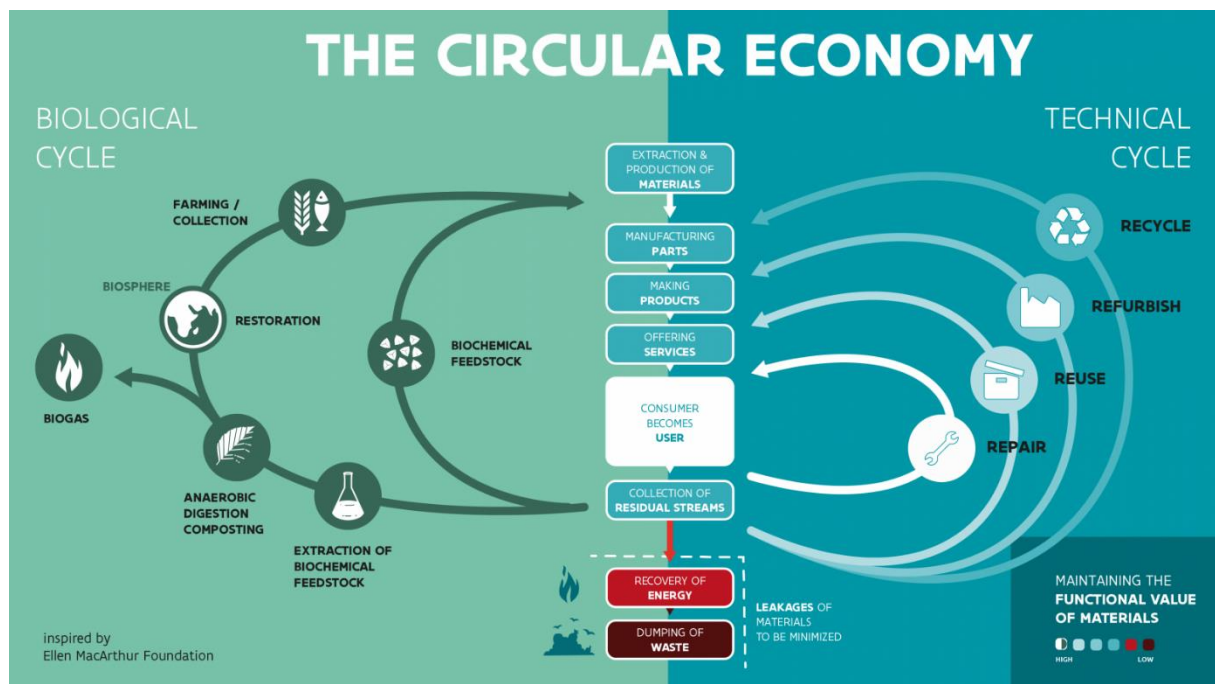 THE CIRCULAR ECONOMY
BIOLOGICAL
CYCLE
TECHNICAL
CYCLE
FARMING /
COLLECTION
BIOSPHERE
RESTORATION
BIOGAS
ANAEROBIC
DIGESTION
COMPOSTING
EXTRACTION OF
BIOCHEMICAL
FEEDSTOCK
BIOCHEMICAL
FEEDSTOCK
EXTRACTION &
PRODUCTION OF
MATERIALS
MANUFACTURING
PARTS
MAKING
PRODUCTS
OFFERING
SERVICES
CONSUMER
BECOMES
USER
COLLECTION OF
RESIDUAL STREAMS
RECOVERY OF
ENERGY
DUMPING OF
WASTE
LEAKAGES OF
MATERIALS
TO BE MINIMIZED
RECYCLE
REFURBISH
REUSE
REPAIR
MAINTAINING THE
FUNCTIONAL VALUE
OF MATERIALS
HIGH
LOW
inspired by
Ellen MacArthur Foundation